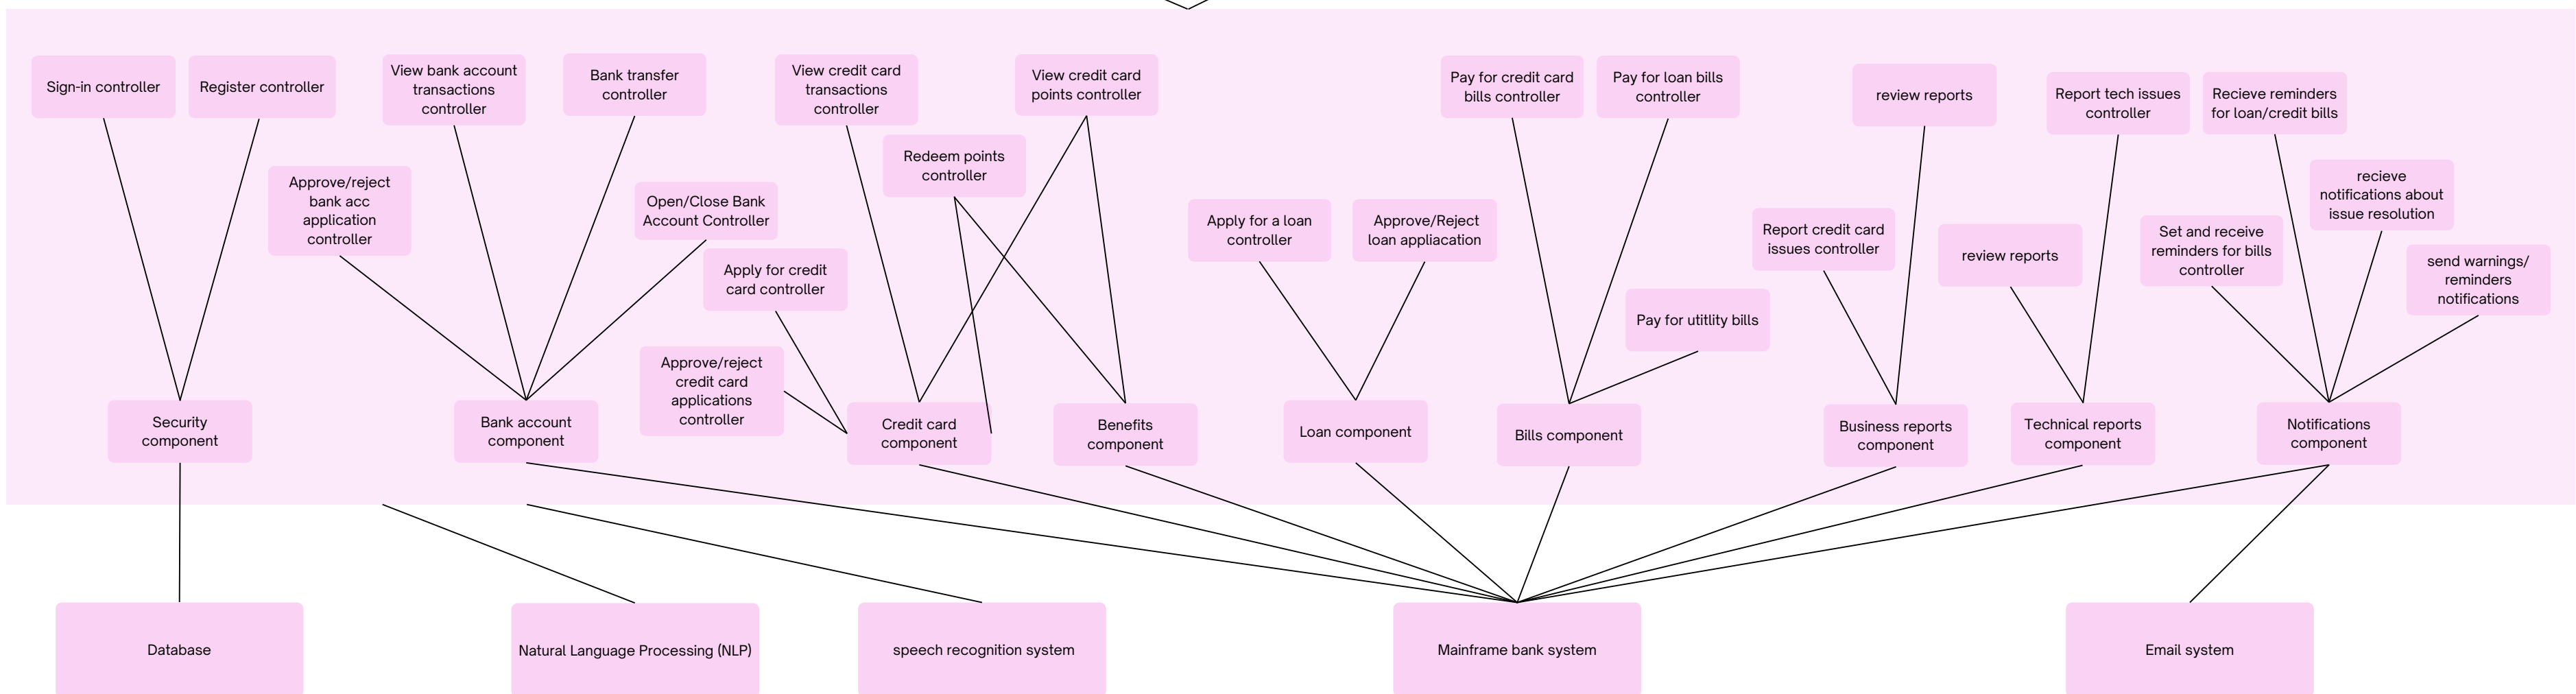 Sign-in controller
Register controller
View bank account
transactions
controller
Bank transfer
controller
View credit card
transactions
controller
View credit card
points controller
Pay for credit card
bills controller
Pay for loan bills
controller
review reports
Report tech issues
controller
Recieve reminders
for loan/credit bills
Redeem points
controller
Approve/reject
bank acc
application
controller
Open/Close Bank
Account Controller
recieve
notifications about
issue resolution
Apply for a loan
controller
Approve/Reject
loan appliacation
Report credit card
issues controller
review reports
Set and receive
reminders for bills
controller
Apply for credit
card controller
send warnings/
reminders
notifications
Pay for utitlity bills
Approve/reject
credit card
applications
controller
Security
component
Bank account
component
Credit card
component
Benefits
component
Loan component
Bills component
Business reports
component
Technical reports
component
Notifications
component
Database
Natural Language Processing (NLP)
speech recognition system
Mainframe bank system
Email system